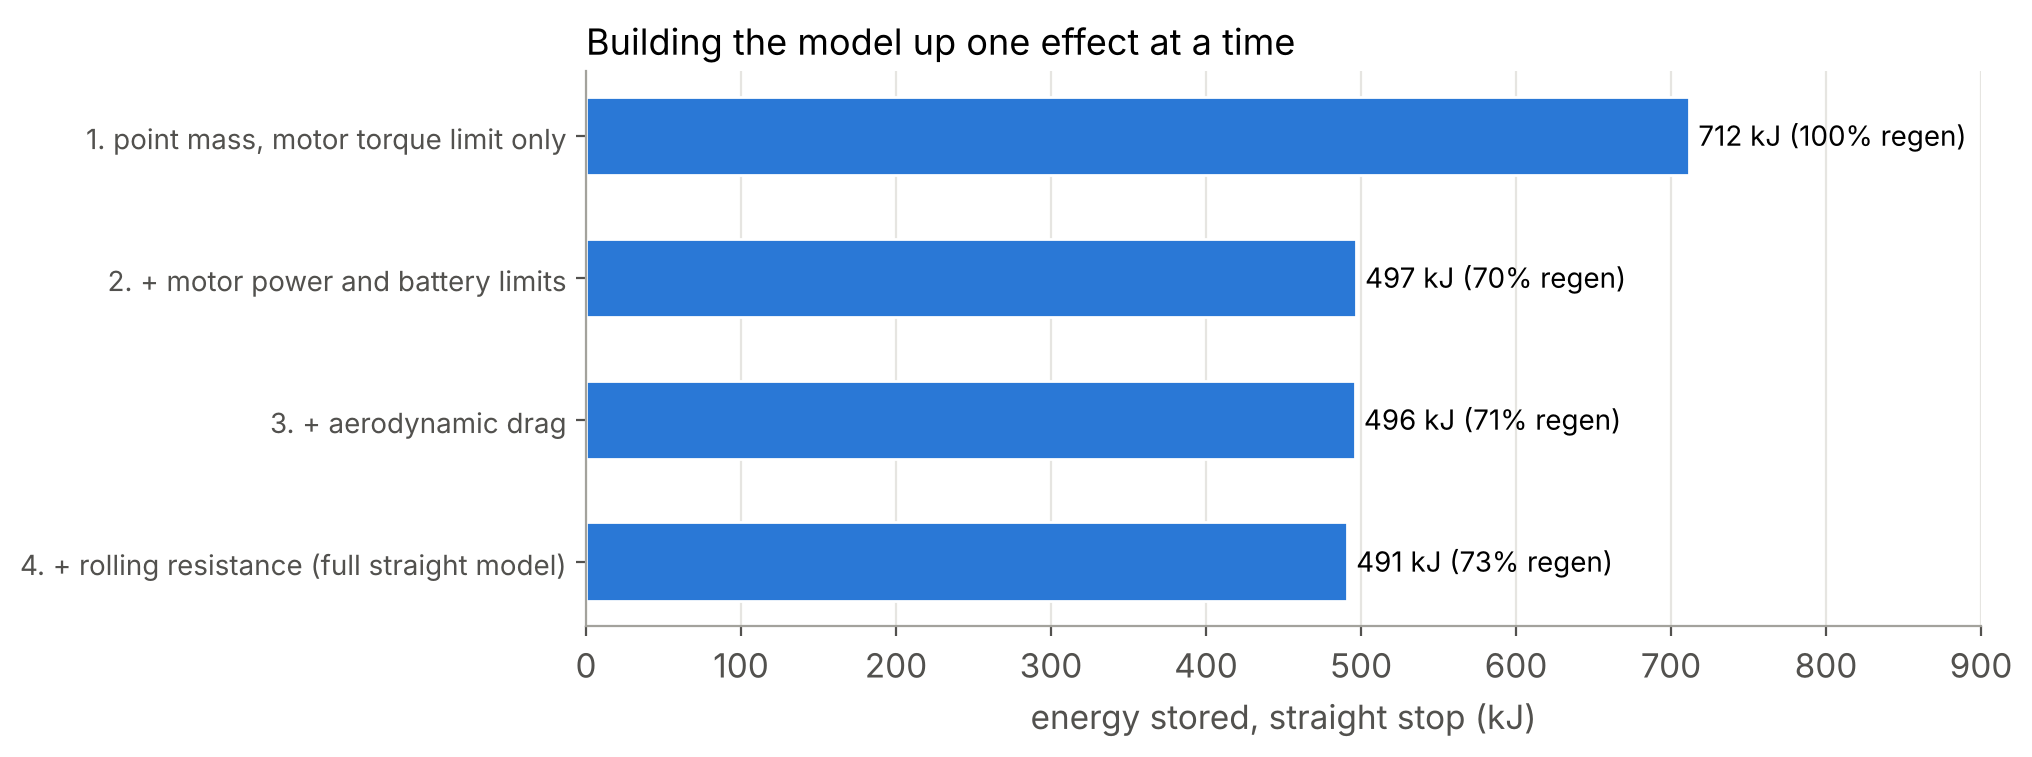 Building the model up one effect at a time
1. point mass, motor torque limit only
712 kJ (100% regen)
2. + motor power and battery limits
497 kJ (70% regen)
3. + aerodynamic drag
496 kJ (71% regen)
4. + rolling resistance (full straight model)
491 kJ (73% regen)
0 100 200 300 400 500 600 700 800 900
energy stored, straight stop (kJ)